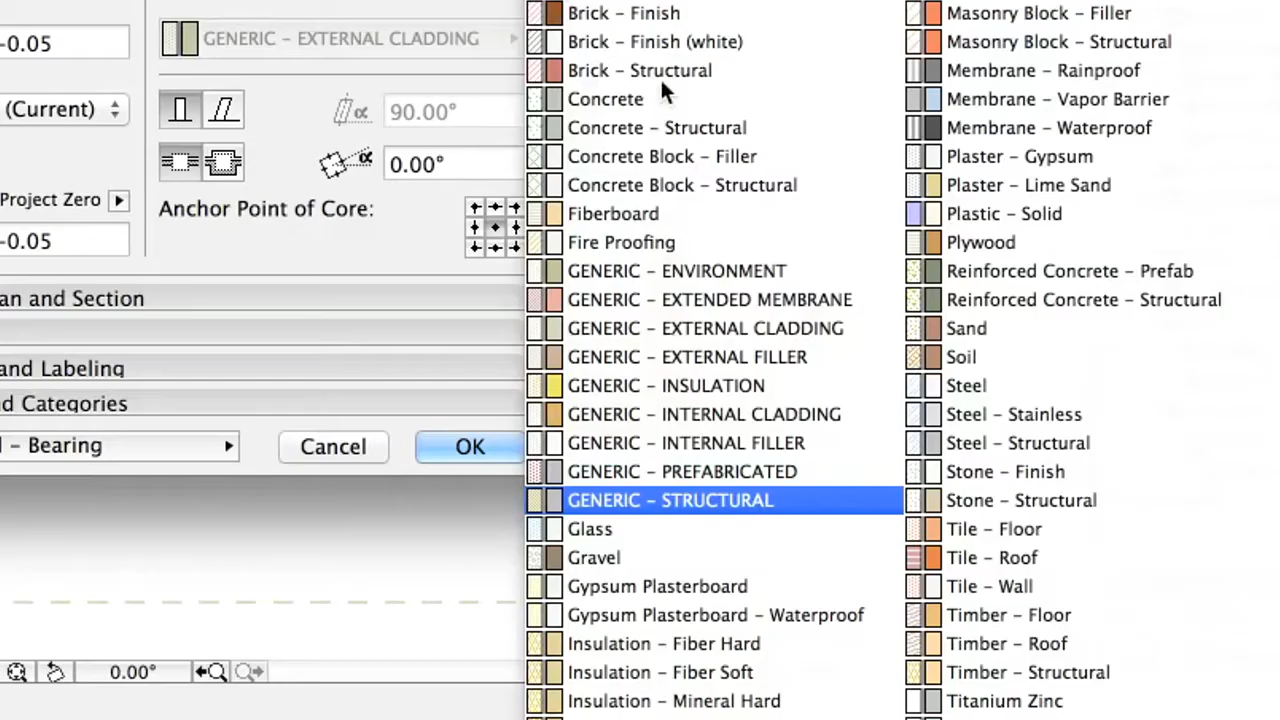 -0.05
(Current)
Project Zero
-0.05
GENERIC - EXTERNAL CLADDING
90.00°
0.00°
Anchor Point of Core:
an and Section
and Labeling
d Categories
l - Bearing
Cancel
OK
0.00°
Brick - Finish
Brick - Finish (white)
Brick - Structural
Concrete
Concrete - Structural
Concrete Block - Filler
Concrete Block - Structural
Fiberboard
Fire Proofing
GENERIC - ENVIRONMENT
GENERIC - EXTENDED MEMBRANE
GENERIC - EXTERNAL CLADDING
GENERIC - EXTERNAL FILLER
GENERIC - INSULATION
GENERIC - INTERNAL CLADDING
GENERIC - INTERNAL FILLER
GENERIC - PREFABRICATED
GENERIC - STRUCTURAL
Glass
Gravel
Gypsum Plasterboard
Gypsum Plasterboard - Waterproof
Insulation - Fiber Hard
Insulation - Fiber Soft
Insulation - Mineral Hard
Masonry Block - Filler
Masonry Block - Structural
Membrane - Rainproof
Membrane - Vapor Barrier
Membrane - Waterproof
Plaster - Gypsum
Plaster - Lime Sand
Plastic - Solid
Plywood
Reinforced Concrete - Prefab
Reinforced Concrete - Structural
Sand
Soil
Steel
Steel - Stainless
Steel - Structural
Stone - Finish
Stone - Structural
Tile - Floor
Tile - Roof
Tile - Wall
Timber - Floor
Timber - Roof
Timber - Structural
Titanium Zinc